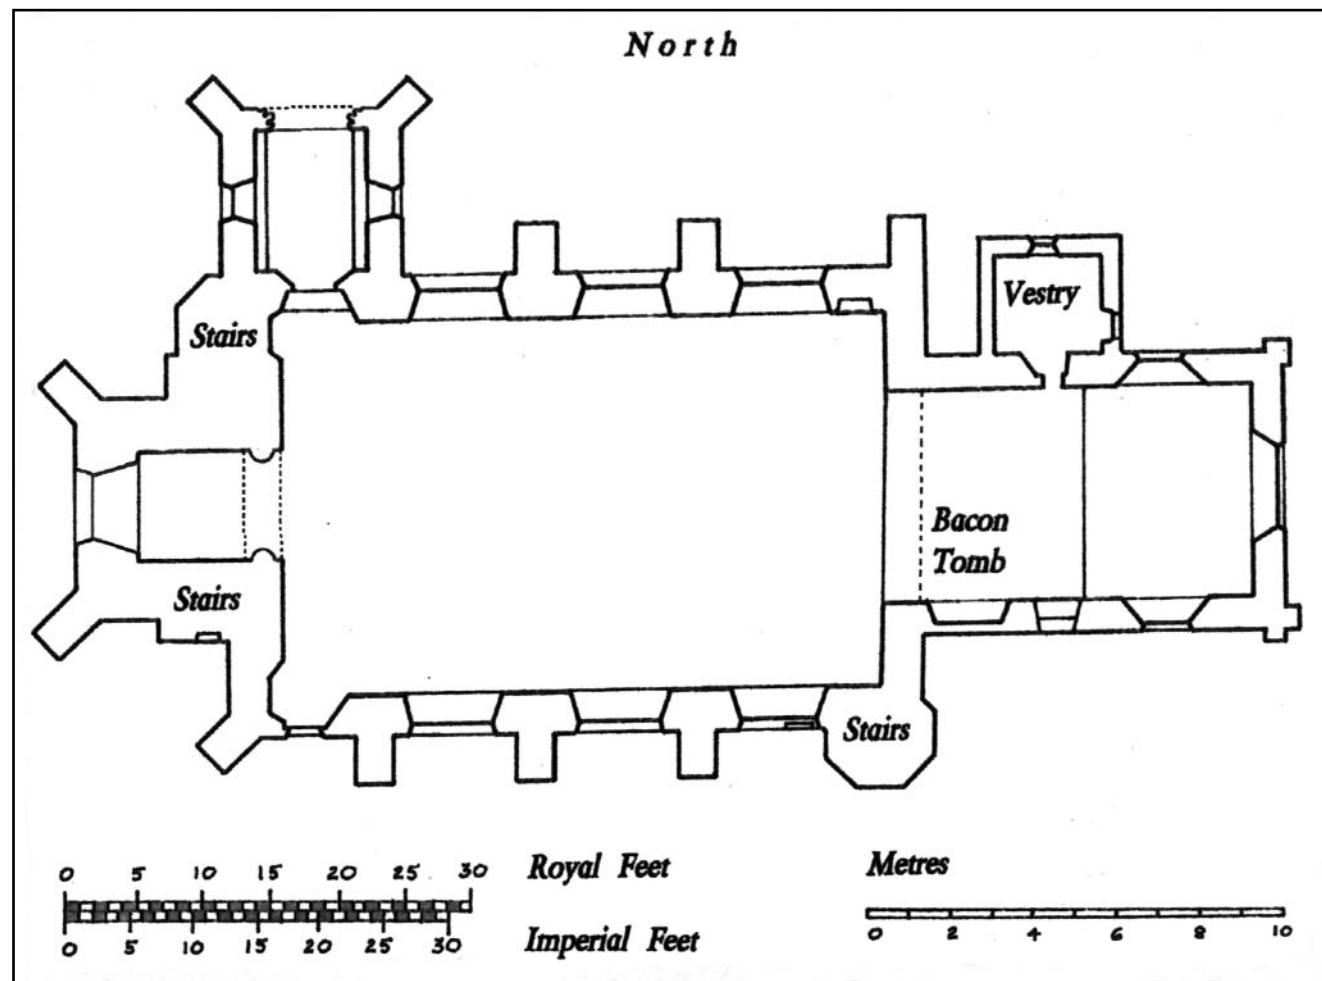 North
Stairs
Vestry
Bacon
Tomb
Stairs
Stairs
0 5 10 15 20 25 30
Royal Feet
Metres
0 5 10 15 20 25 30
Imperial Feet
0 2 4 6 8 10